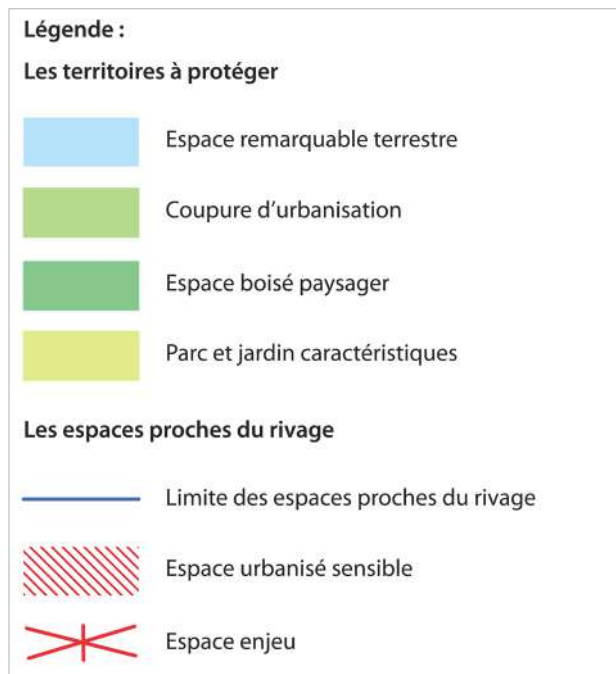 Légende :
Les territoires à protéger
Espace remarquable terrestre
Coupure d’urbanisation
Espace boisé paysager
Parc et jardin caractéristiques
Les espaces proches du rivage
Limite des espaces proches du rivage
Espace urbanisé sensible
Espace enjeu